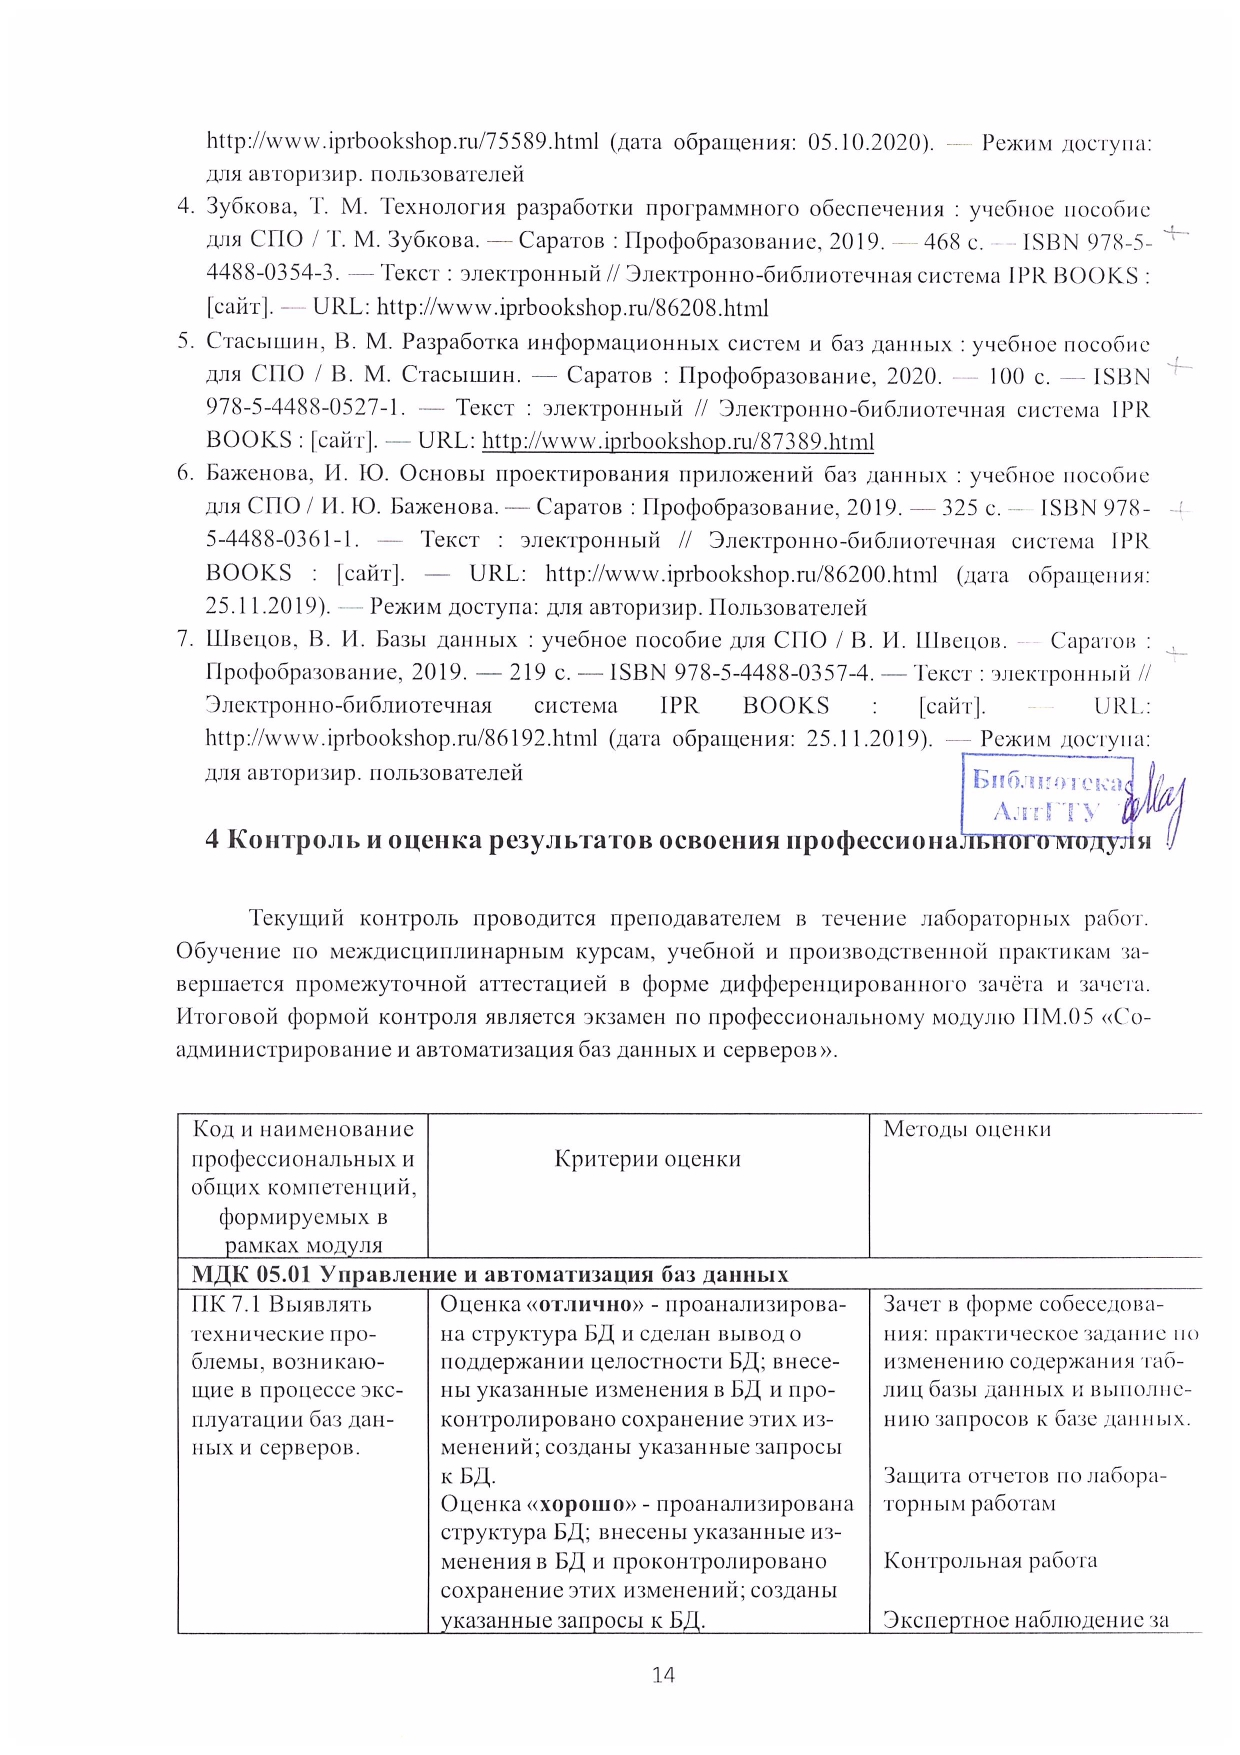 http://www.iprbookshop.ru/75589.html (дата обращения: 05.10.2020). — Режим доступа:
для авторизир. пользователей
4. Зубкова, Т. М. Технология разработки программного обеспечения : учебное пособие
для СПО / Т. М. Зубкова. — Саратов : Профобразование, 2019. — 468 с. — ISBN 978-5-
4488-0354-3. — Текст : электронный // Электронно-библиотечная система IPR BOOKS :
[сайт]. — URL: http://www.iprbookshop.ru/86208.html
5. Стасышин, В. М. Разработка информационных систем и баз данных : учебное пособие
для СПО / В. М. Стасышин. — Саратов : Профобразование, 2020. — 100 с. — ISBN
978-5-4488-0527-1. — Текст : электронный // Электронно-библиотечная система IPR
BOOKS : [сайт]. — URL: http://www.iprbookshop.ru/87389.html
6. Баженова, И. Ю. Основы проектирования приложений баз данных : учебное пособие
для СПО / И. Ю. Баженова. — Саратов : Профобразование, 2019. — 325 с. — ISBN 978-
5-4488-0361-1. — Текст : электронный // Электронно-библиотечная система IPR
BOOKS : [сайт]. — URL: http://www.iprbookshop.ru/86200.html (дата обращения:
25.11.2019). — Режим доступа: для авторизир. Пользователей
7. Швецов, В. И. Базы данных : учебное пособие для СПО / В. И. Швецов. — Саратов :
Профобразование, 2019. — 219 с. — ISBN 978-5-4488-0357-4. — Текст : электронный //
Электронно-библиотечная система IPR BOOKS : [сайт]. — URL:
http://www.iprbookshop.ru/86192.html (дата обращения: 25.11.2019). — Режим доступа:
для авторизир. пользователей
Библиотека
АлтГТУ
4 Контроль и оценка результатов освоения профессионального модуля
Текущий контроль проводится преподавателем в течение лабораторных работ.
Обучение по междисциплинарным курсам, учебной и производственной практикам за-
вершается промежуточной аттестацией в форме дифференцированного зачёта и зачета.
Итоговой формой контроля является экзамен по профессиональному модулю ПМ.05 «Со-
администрирование и автоматизация баз данных и серверов».
Код и наименование
профессиональных и
общих компетенций,
формируемых в
рамках модуля
Критерии оценки
Методы оценки
МДК 05.01 Управление и автоматизация баз данных
ПК 7.1 Выявлять
технические про-
блемы, возникаю-
щие в процессе экс-
плуатации баз дан-
ных и серверов.
Оценка «отлично» - проанализирова-
на структура БД и сделан вывод о
поддержании целостности БД; внесе-
ны указанные изменения в БД и про-
контролировано сохранение этих из-
менений; созданы указанные запросы
к БД.
Оценка «хорошо» - проанализирована
структура БД; внесены указанные из-
менения в БД и проконтролировано
сохранение этих изменений; созданы
указанные запросы к БД.
Зачет в форме собеседова-
ния: практическое задание по
изменению содержания таб-
лиц базы данных и выполне-
нию запросов к базе данных.
Защита отчетов по лабора-
торным работам
Контрольная работа
Экспертное наблюдение за
14